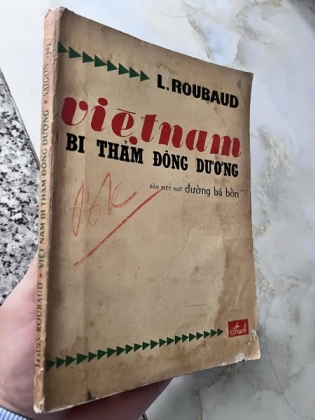 L.ROUBAUD
việtnam
BI THẢM ĐÔNG DƯƠNG
BẢN VIỆT NGỮ đường bá bổn
LOUIS ROUBAUD • VIỆT NAM BI THẢM ĐÔNG DƯƠNG • SAIGON